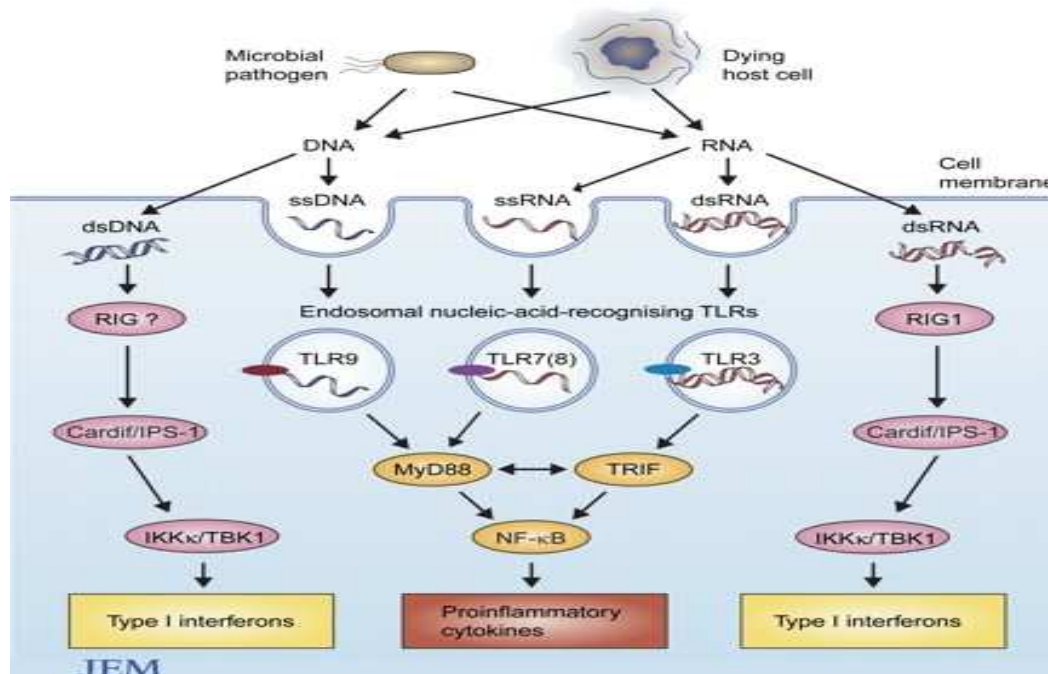 Microbial
pathogen
Dying
host cell
DNA
RNA
Cell
membrane
ssDNA
ssRNA
dsRNA
dsDNA
dsRNA
Endosomal nucleic-acid-recognising TLRs
RIG ?
RIG1
TLR9
TLR7(8)
TLR3
Cardif/IPS-1
Cardif/IPS-1
MyD88
TRIF
IKKκ/TBK1
NF-κB
IKKκ/TBK1
Type I interferons
Proinflammatory
cytokines
Type I interferons
JEM